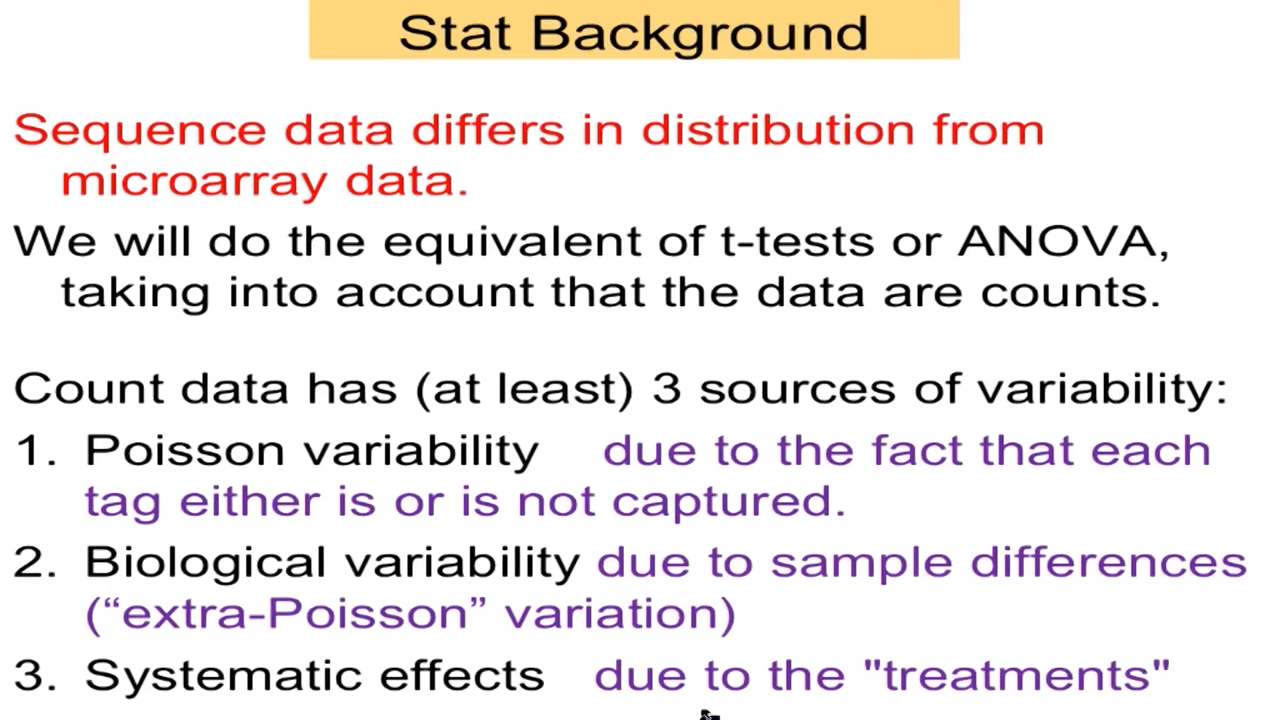 Stat Background
Sequence data differs in distribution from
microarray data.
We will do the equivalent of t-tests or ANOVA,
taking into account that the data are counts.
Count data has (at least) 3 sources of variability:
1. Poisson variability due to the fact that each
tag either is or is not captured.
2. Biological variability due to sample differences
(“extra-Poisson” variation)
3. Systematic effects due to the "treatments"